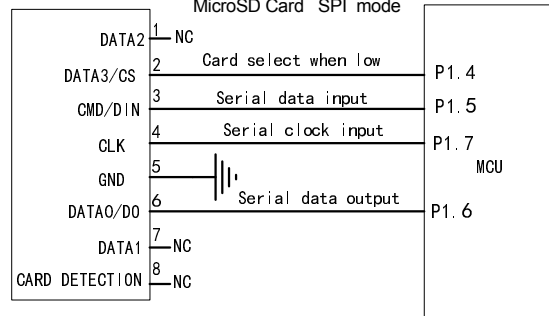 MicroSD Card SPI mode
DATA2 1 NC
DATA3/CS 2 Card select when low P1.4
CMD/DIN 3 Serial data input P1.5
CLK 4 Serial clock input P1.7
MCU
GND 5
DATA0/DO 6 Serial data output P1.6
DATA1 7 NC
CARD DETECTION 8 NC